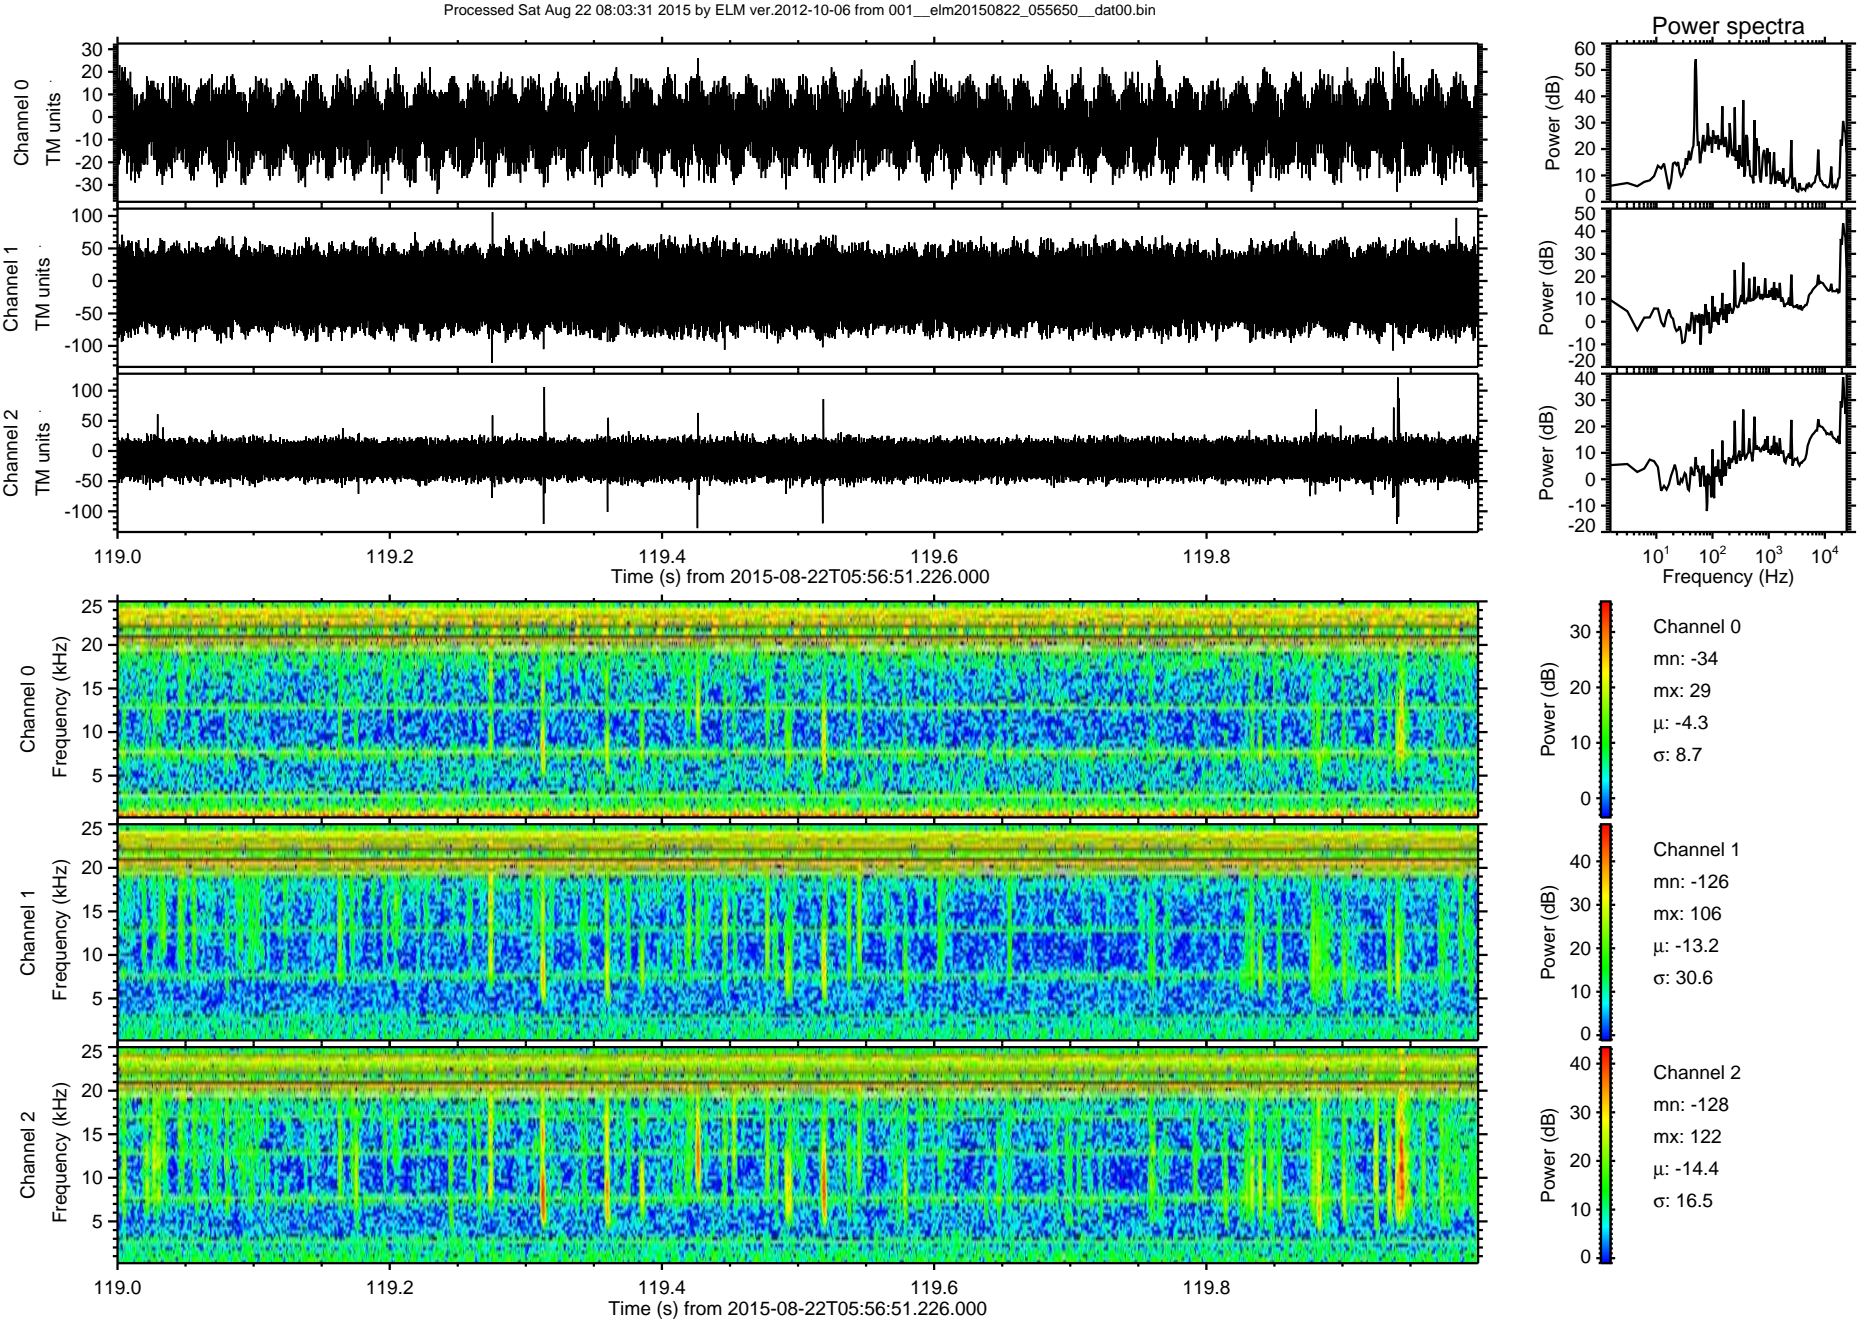 Processed Sat Aug 22 08:03:31 2015 by ELM ver.2012-10-06 from 001__elm20150822_055650__dat00.bin
Power spectra
Channel 0
TM units
30
20
10
0
-10
-20
-30
Power (dB)
60
50
40
30
20
10
0
Channel 1
TM units
100
50
0
-50
-100
Power (dB)
50
40
30
20
10
0
-10
-20
Channel 2
TM units
100
50
0
-50
-100
Power (dB)
40
30
20
10
0
-10
-20
119.0 119.2 119.4 119.6 119.8
Time (s) from 2015-08-22T05:56:51.226.000
10^1 10^2 10^3 10^4
Frequency (Hz)
Channel 0
Frequency (kHz)
25
20
15
10
5
Power (dB)
30
20
10
0
Channel 0
mn: -34
mx: 29
µ: -4.3
σ: 8.7
Channel 1
Frequency (kHz)
25
20
15
10
5
Power (dB)
40
30
20
10
0
Channel 1
mn: -126
mx: 106
µ: -13.2
σ: 30.6
Channel 2
Frequency (kHz)
25
20
15
10
5
Power (dB)
40
30
20
10
0
Channel 2
mn: -128
mx: 122
µ: -14.4
σ: 16.5
119.0 119.2 119.4 119.6 119.8
Time (s) from 2015-08-22T05:56:51.226.000